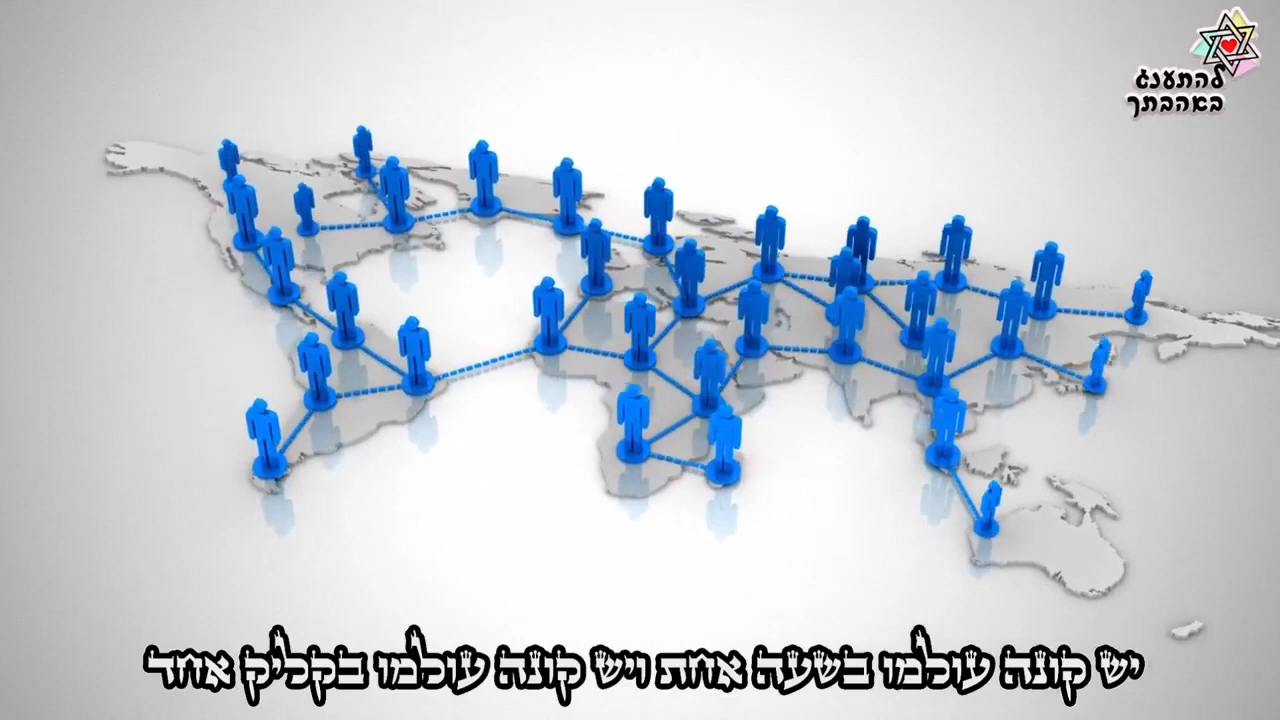 להתענג
באהבתך
יש קונה עולמו בשעה אחת ויש קונה עולמו בקליק אחד